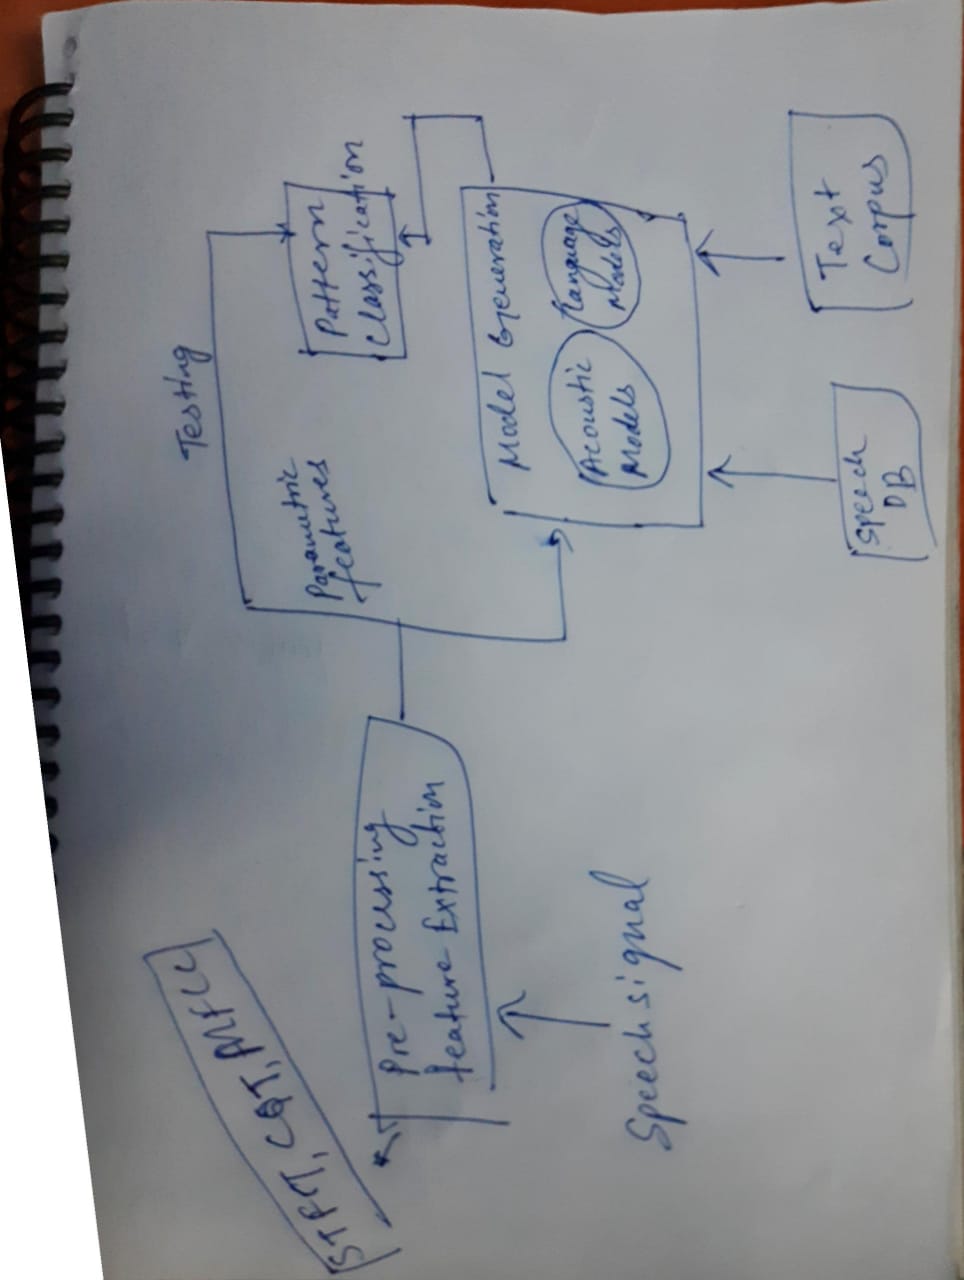 STFT, CQT, MFCC
Testing
Pre-processing
feature Extraction
Parametric
features
Pattern
Classification
Speech signal
Model Generation
Acoustic
Models
Language
Models
Speech
DB
Text
Corpus